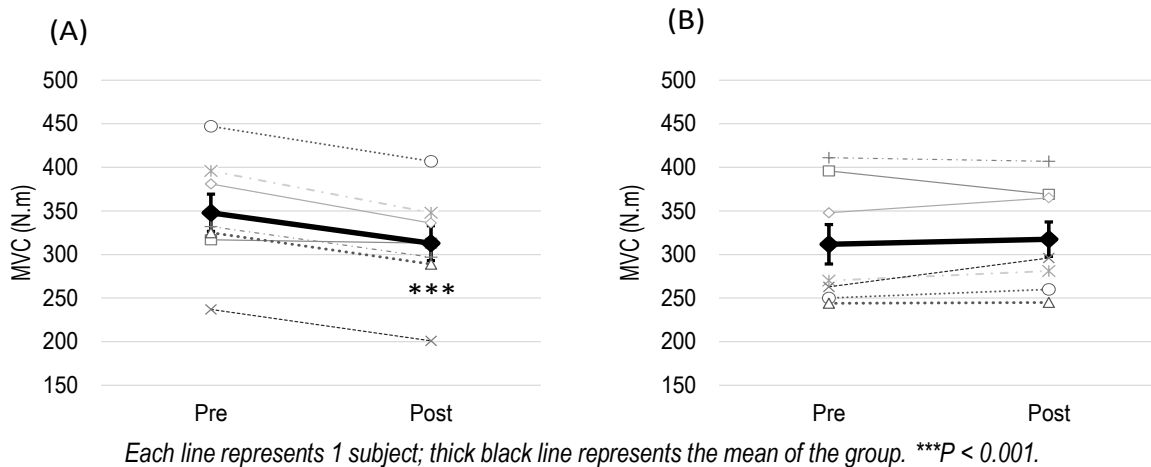 (A)
500
450
400
350
300
250
200
150
MVC (N.m)
***
Pre
Post
(B)
500
450
400
350
300
250
200
150
MVC (N.m)
Pre
Post
Each line represents 1 subject; thick black line represents the mean of the group. ***P < 0.001.